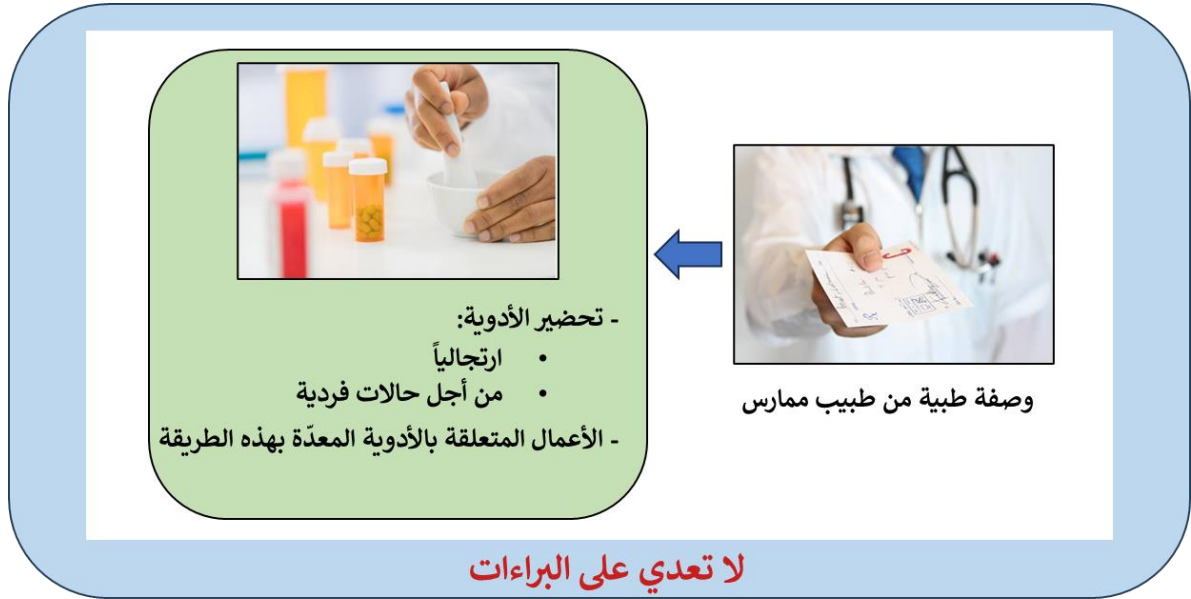 وصفة طبية من طبيب ممارس
- تحضير الأدوية:
• ارتجالياً
• من أجل حالات فردية
- الأعمال المتعلقة بالأدوية المعدّة بهذه الطريقة
لا تعدي على البراءات